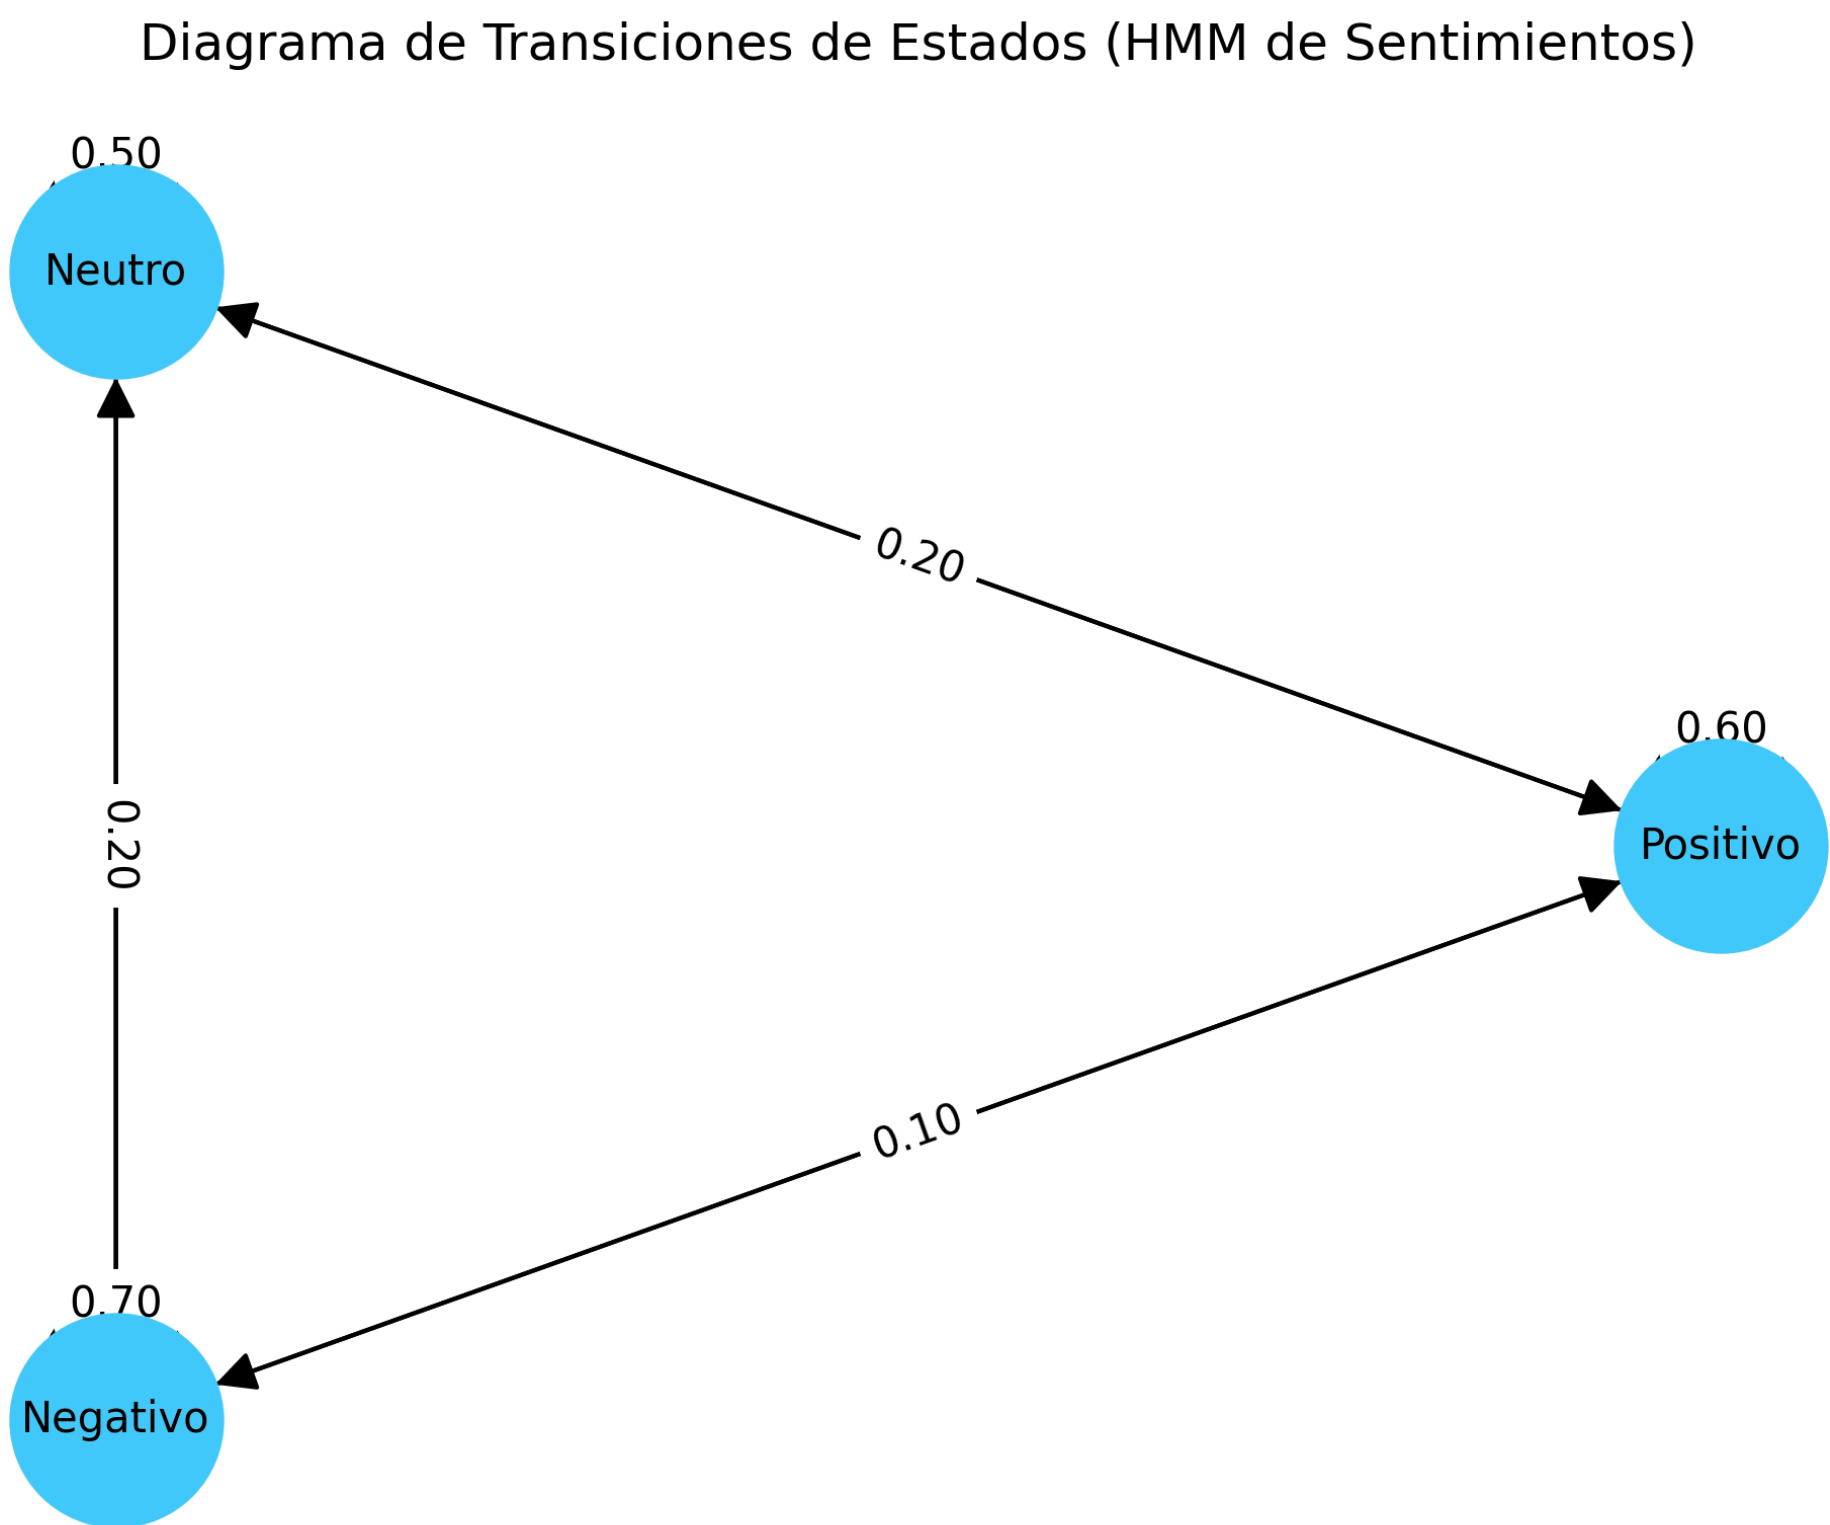 Diagrama de Transiciones de Estados (HMM de Sentimientos)
0.50
Neutro
0.20
0.60
Positivo
0.20
0.10
0.70
Negativo